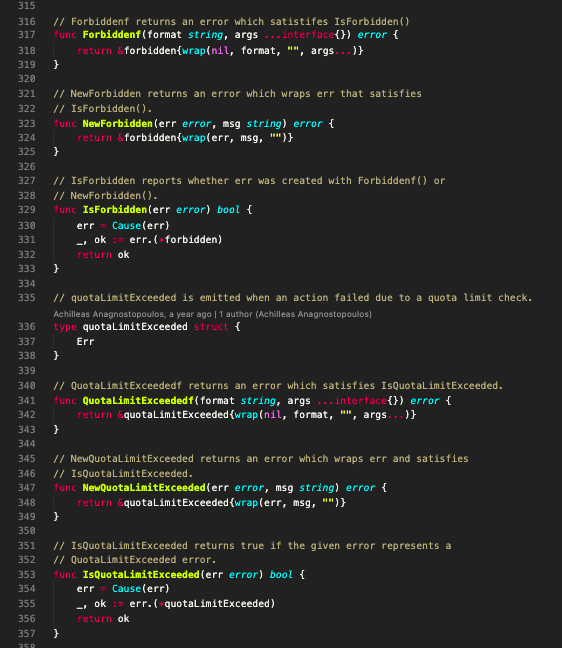 315
316 // Forbiddenf returns an error which satistifes IsForbidden()
317 func Forbiddenf(format string, args ...interface{}) error {
318     return &forbidden{wrap(nil, format, "", args...)}
319 }
320
321 // NewForbidden returns an error which wraps err that satisfies
322 // IsForbidden().
323 func NewForbidden(err error, msg string) error {
324     return &forbidden{wrap(err, msg, "")}
325 }
326
327 // IsForbidden reports whether err was created with Forbiddenf() or
328 // NewForbidden().
329 func IsForbidden(err error) bool {
330     err = Cause(err)
331     _, ok := err.(*forbidden)
332     return ok
333 }
334
335 // quotaLimitExceeded is emitted when an action failed due to a quota limit check.
Achilleas Anagnostopoulos, a year ago | 1 author (Achilleas Anagnostopoulos)
336 type quotaLimitExceeded struct {
337     Err
338 }
339
340 // QuotaLimitExceededf returns an error which satisfies IsQuotaLimitExceeded.
341 func QuotaLimitExceededf(format string, args ...interface{}) error {
342     return &quotaLimitExceeded{wrap(nil, format, "", args...)}
343 }
344
345 // NewQuotaLimitExceeded returns an error which wraps err and satisfies
346 // IsQuotaLimitExceeded.
347 func NewQuotaLimitExceeded(err error, msg string) error {
348     return &quotaLimitExceeded{wrap(err, msg, "")}
349 }
350
351 // IsQuotaLimitExceeded returns true if the given error represents a
352 // QuotaLimitExceeded error.
353 func IsQuotaLimitExceeded(err error) bool {
354     err = Cause(err)
355     _, ok := err.(*quotaLimitExceeded)
356     return ok
357 }
358